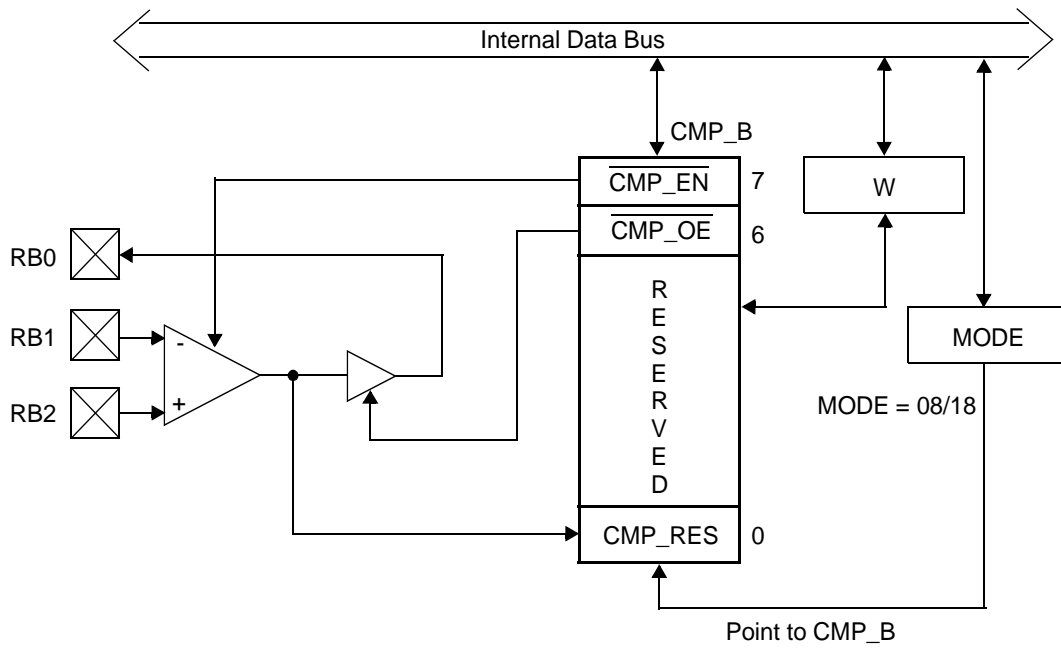 Internal Data Bus
CMP_B
CMP_EN 7
W
CMP_OE 6
RB0
R
E
S
E
R
V
E
D
RB1
-
MODE
RB2
+
MODE = 08/18
CMP_RES 0
Point to CMP_B